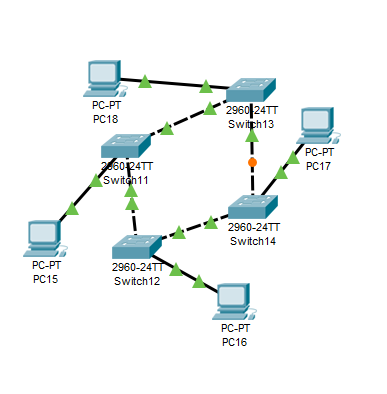 PC-PT
PC18
2960-24TT
Switch13
PC-PT
PC17
2960-24TT
Switch11
2960-24TT
Switch14
PC-PT
PC15
2960-24TT
Switch12
PC-PT
PC16